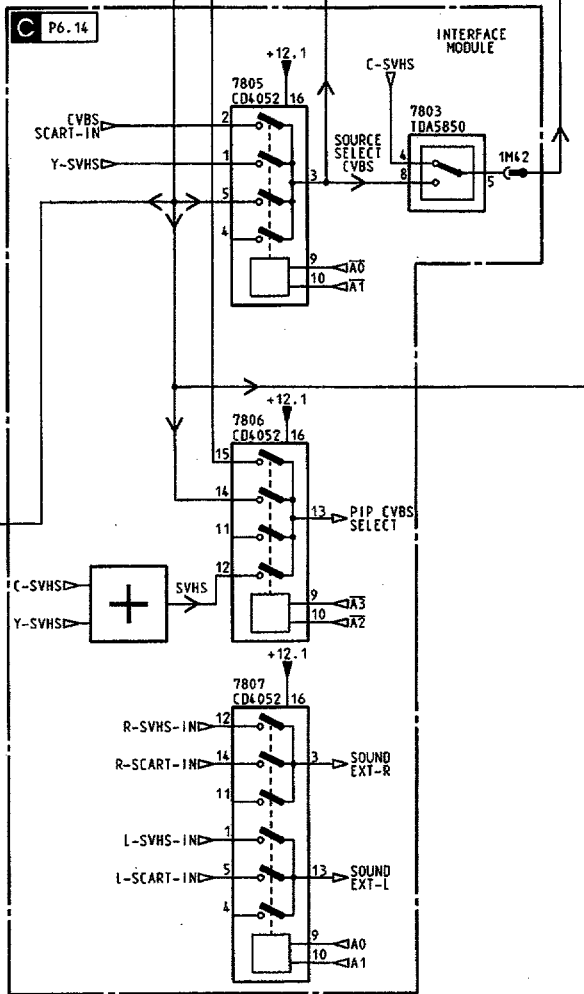 C P6.14
INTERFACE
MODULE
+12.1
C-SVHS
7805
CD4052 16
7803
TDA5850
CVBS
SCART-IN
2
Y-SVHS
1
SOURCE
SELECT
CVBS
3
4
8
5
1M42
5
4
9
A0
10
A1
+12.1
7806
CD4052 16
15
14
13
PIP CVBS
SELECT
11
12
C-SVHS
SVHS
+
Y-SVHS
9
A3
10
A2
+12.1
7807
CD4052 16
R-SVHS-IN 12
R-SCART-IN 14
3
SOUND
EXT-R
11
L-SVHS-IN 1
L-SCART-IN 5
13
SOUND
EXT-L
4
9
A0
10
A1